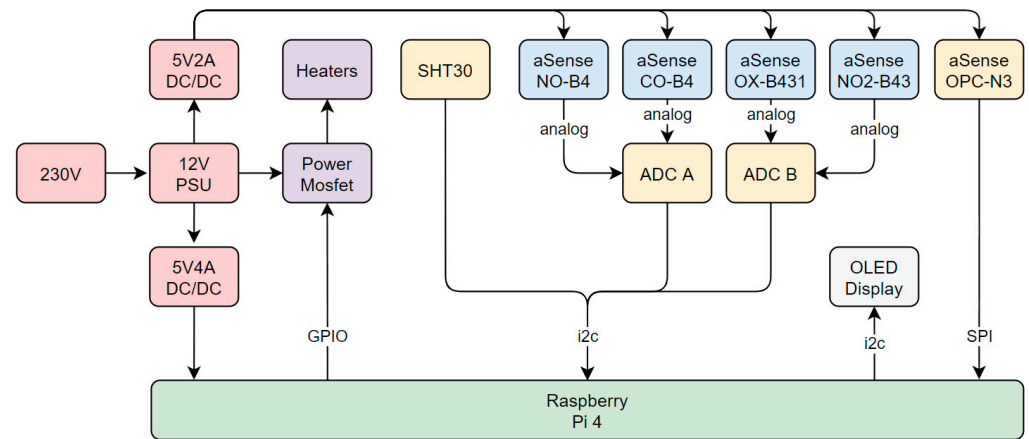 5V2A
DC/DC
Heaters
SHT30
aSense
NO-B4
aSense
CO-B4
aSense
OX-B431
aSense
NO2-B43
aSense
OPC-N3
analog
analog
analog
analog
230V
12V
PSU
Power
Mosfet
ADC A
ADC B
5V4A
DC/DC
OLED
Display
GPIO
i2c
i2c
SPI
Raspberry
Pi 4